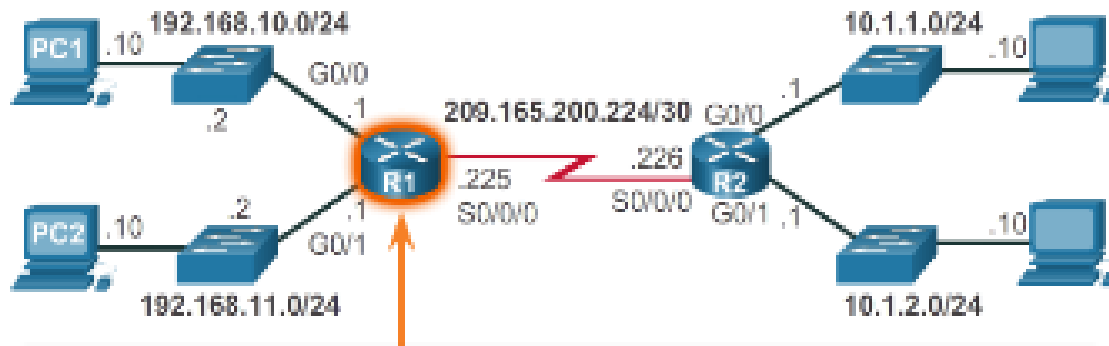 192.168.10.0/24
10.1.1.0/24
PC1
.10
.10
G0/0
.1
.2
209.165.200.224/30
G0/0
.1
R1
.225
S0/0/0
.226
S0/0/0
R2
G0/1
.1
PC2
.10
.2
.1
G0/1
.10
192.168.11.0/24
10.1.2.0/24